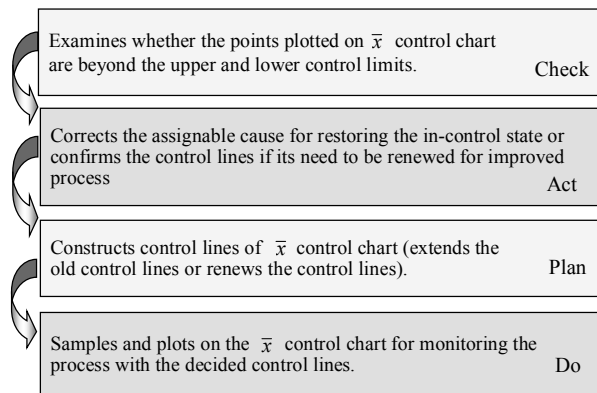 Examines whether the points plotted on x̄ control chart
are beyond the upper and lower control limits.
Check
Corrects the assignable cause for restoring the in-control state or
confirms the control lines if its need to be renewed for improved
process
Act
Constructs control lines of x̄ control chart (extends the
old control lines or renews the control lines).
Plan
Samples and plots on the x̄ control chart for monitoring the
process with the decided control lines.
Do